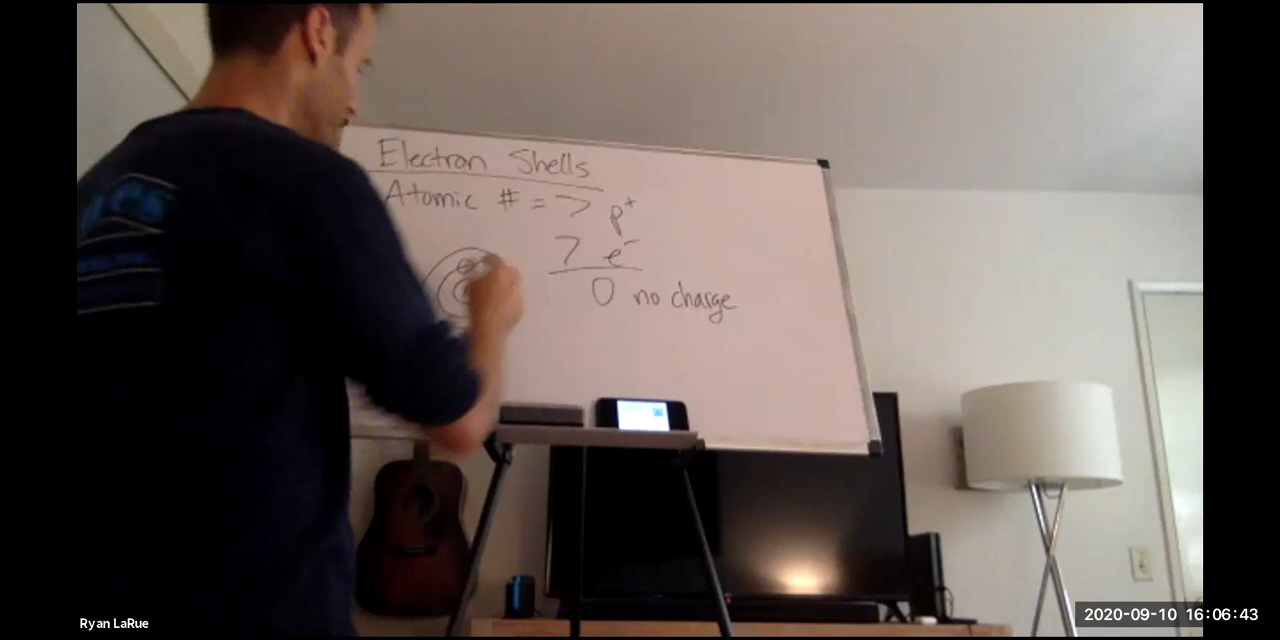 Electron Shells
Atomic # = 7 p+
7 e-
0 no charge
Ryan LaRue
2020-09-10 16:06:43